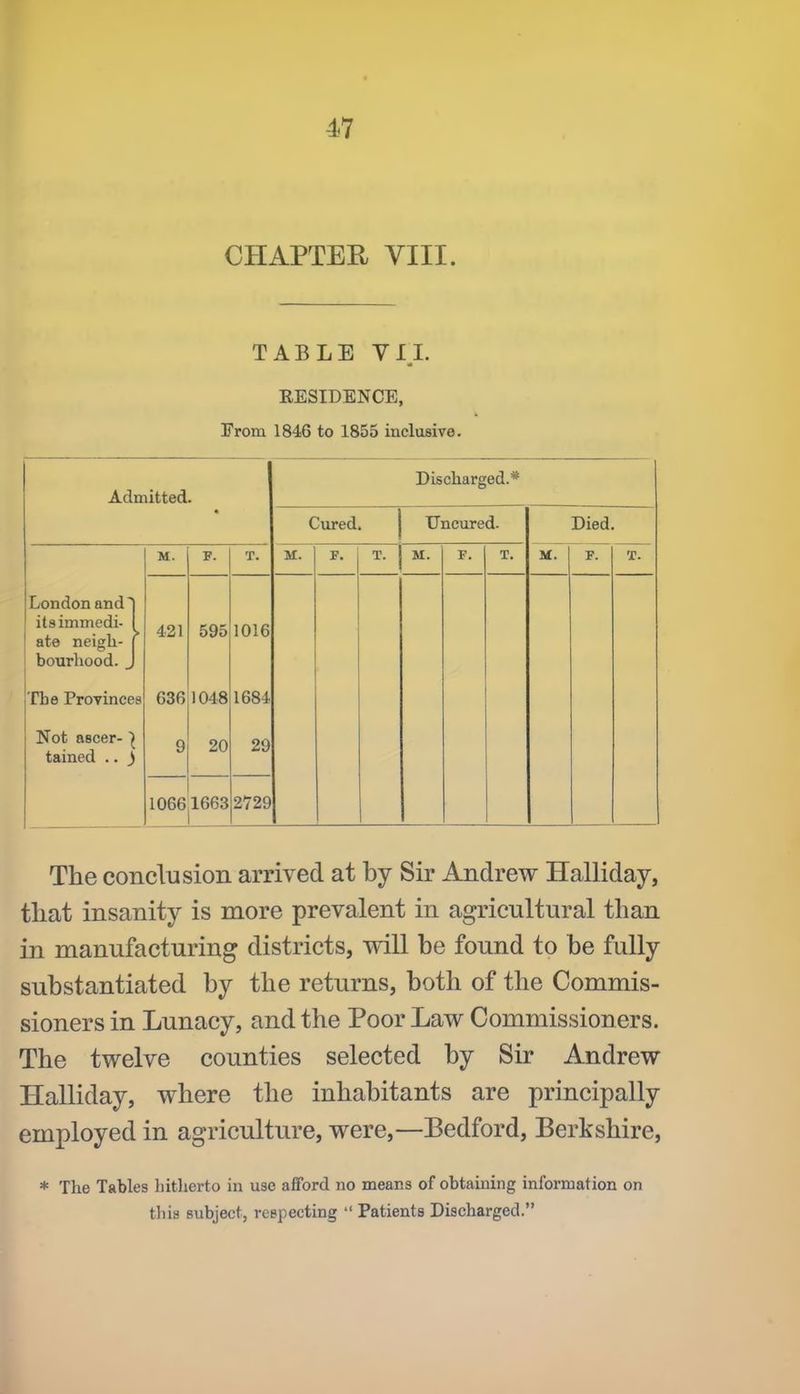 47
CHAPTER VIII.
TABLE VII.
RESIDENCE,
From 1846 to 1855 inclusive.
Admitted. Discharged.*
Cured. Uncured. Died.
M. F. T. M. F. T. M. F. T. M. F. T.
London and
its immedi-
ate neigh-
bourhood. } 421 595 1016
The Provinces 636 1048 1684
Not ascer-
tained .. } 9 20 29
1066 1663 2729
The conclusion arrived at by Sir Andrew Halliday,
that insanity is more prevalent in agricultural than
in manufacturing districts, will be found to be fully
substantiated by the returns, both of the Commis-
sioners in Lunacy, and the Poor Law Commissioners.
The twelve counties selected by Sir Andrew
Halliday, where the inhabitants are principally
employed in agriculture, were,—Bedford, Berkshire,
* The Tables hitherto in use afford no means of obtaining information on
this subject, respecting “ Patients Discharged.”